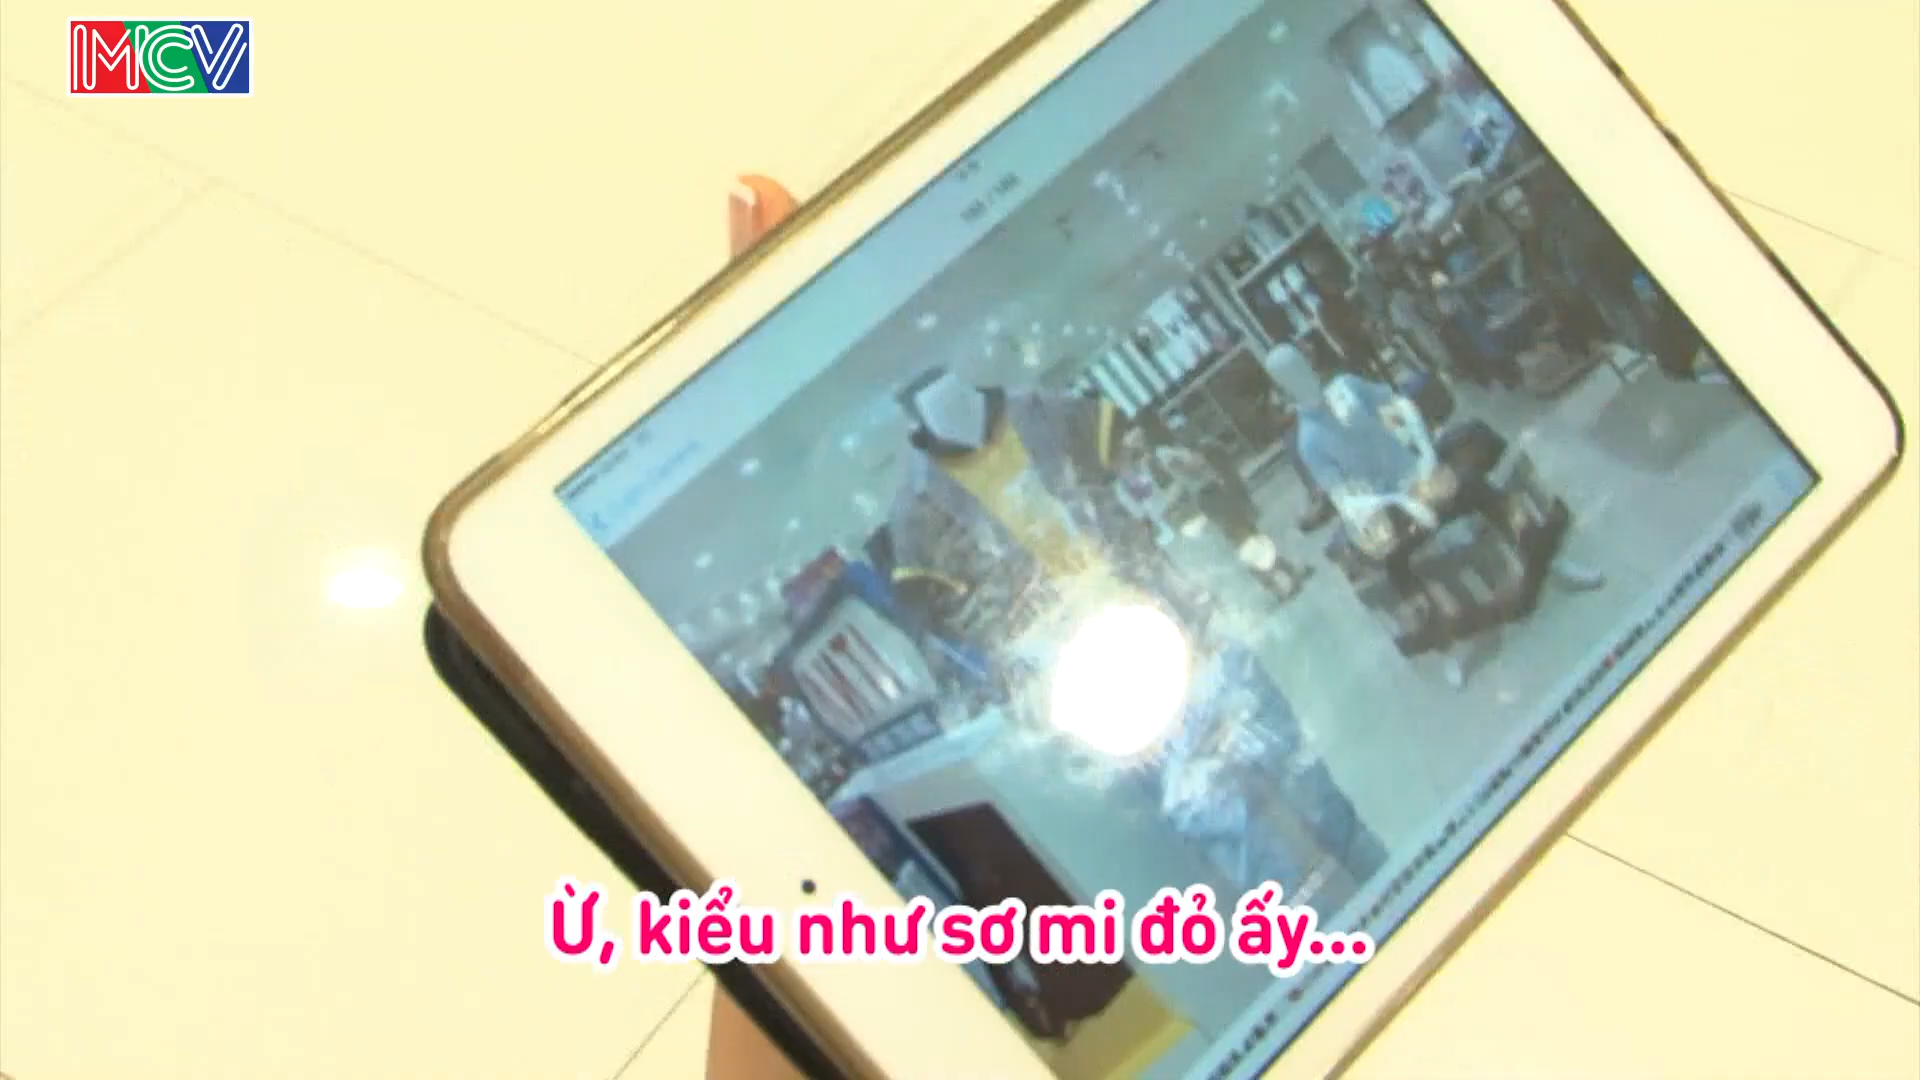 MCV
Ừ, kiểu như sơ mi đỏ ấy...